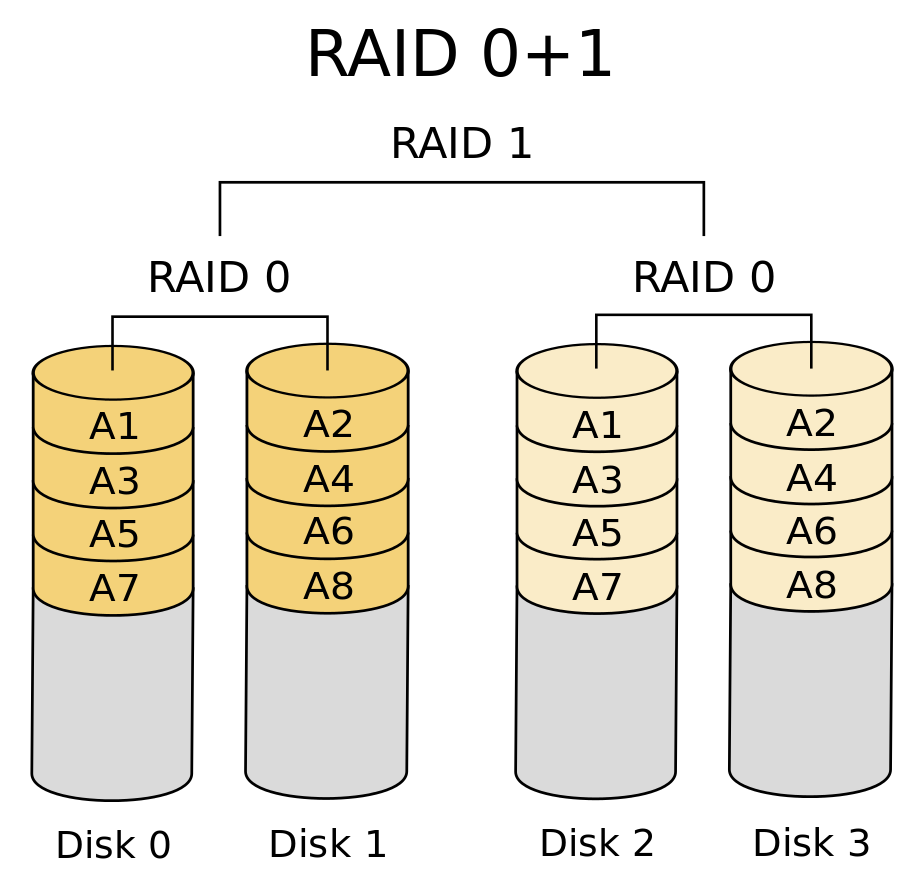 RAID 0+1
RAID 1
RAID 0 RAID 0
A1 A2 A1 A2
A3 A4 A3 A4
A5 A6 A5 A6
A7 A8 A7 A8
Disk 0 Disk 1 Disk 2 Disk 3